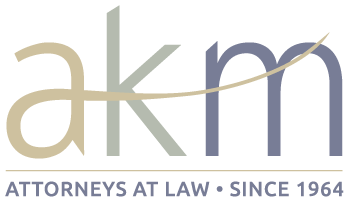 akm
ATTORNEYS AT LAW • SINCE 1964